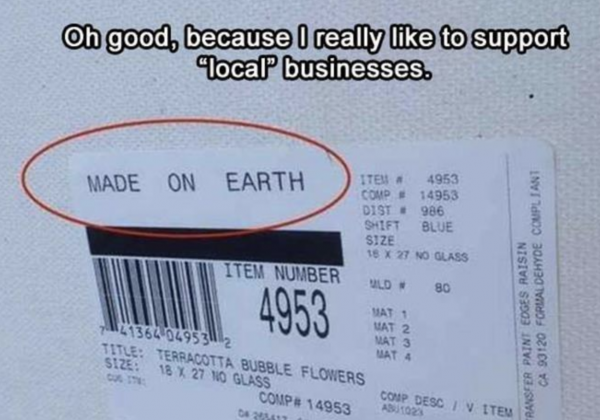 Oh good, because I really like to support
"local" businesses.
MADE ON EARTH
ITEM # 4953
COMP # 14953
DIST # 986
SHIFT BLUE
SIZE
18 X 27 NO GLASS
MLD # 80
MAT 1
MAT 2
MAT 3
MAT 4
ITEM NUMBER
4953
7 41364 04953 2
TITLE: TERRACOTTA BUBBLE FLOWERS
SIZE: 18 X 27 NO GLASS
COMP# 14953
COMP DESC / V ITEM
TRANSFER PAINT EDGES RAISIN
CA 93120 FORMALDEHYDE COMPLIANT